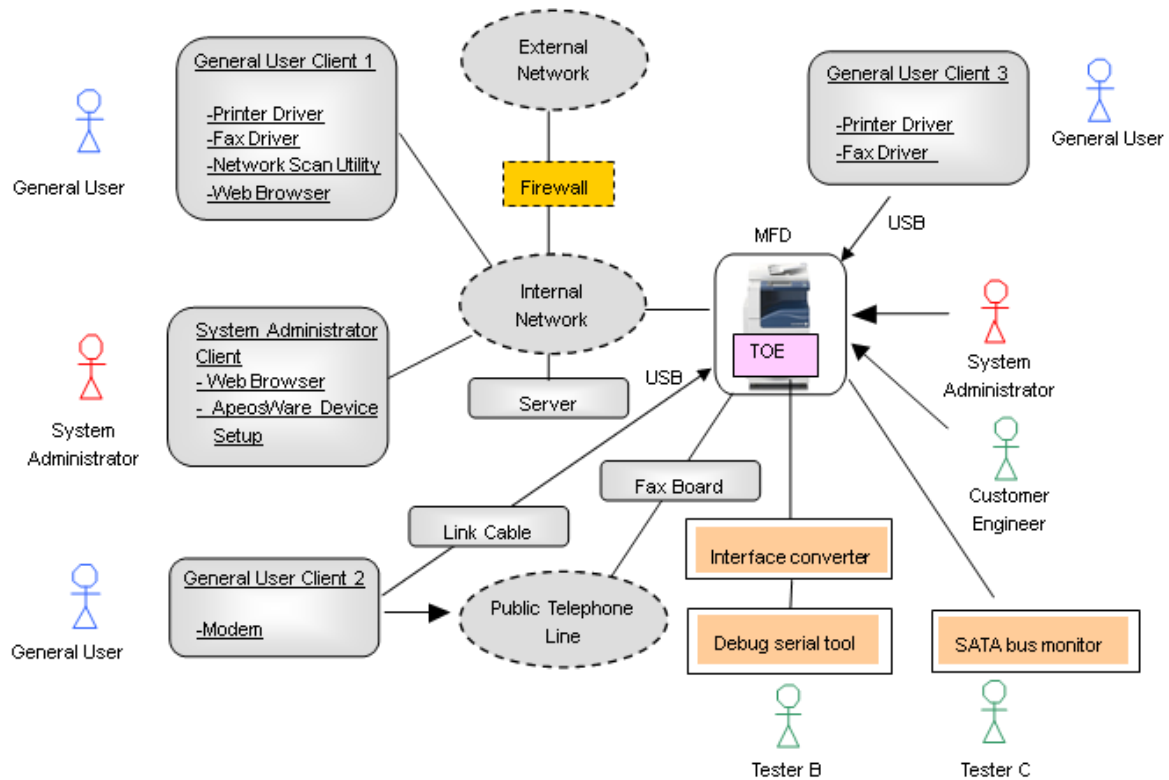 External
Network
General User Client 1
-Printer Driver
-Fax Driver
-Network Scan Utility
-Web Browser
General User
General User Client 3
-Printer Driver
-Fax Driver
General User
Firewall
USB
MFD
Internal
Network
TOE
System Administrator
Client
- Web Browser
- ApeosWare Device
Setup
System
Administrator
System
Administrator
USB
Server
Fax Board
Customer
Engineer
Link Cable
Interface converter
General User Client 2
-Modem
General User
Public Telephone
Line
Debug serial tool
SATA bus monitor
Tester B
Tester C